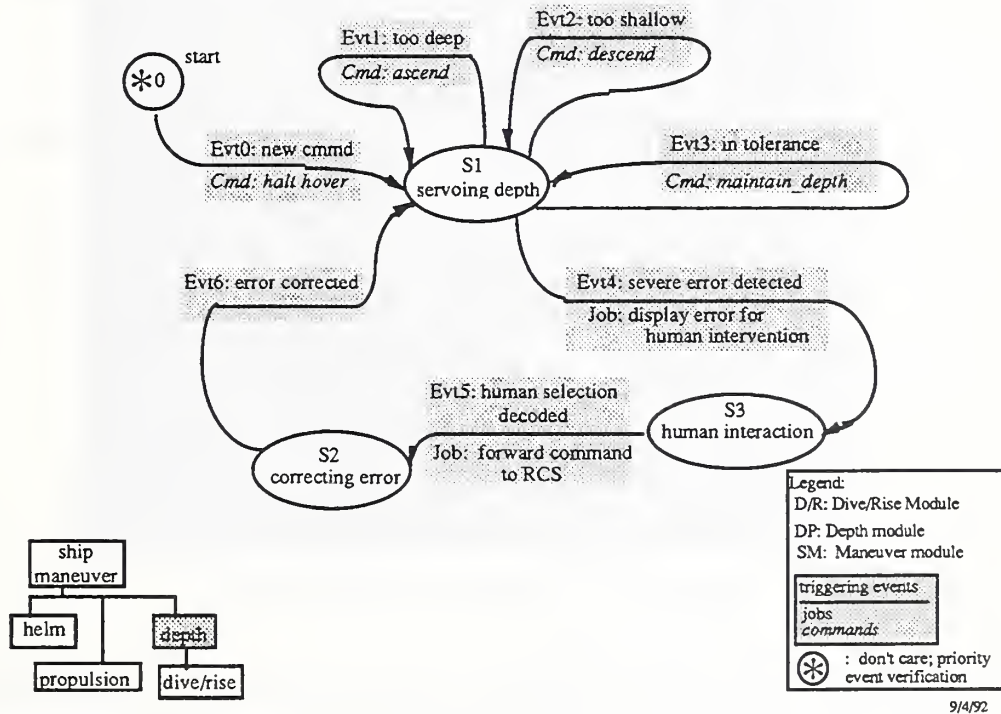 start
*0
Evt1: too deep
Cmd: ascend
Evt2: too shallow
Cmd: descend
Evt0: new cmmd
Cmd: halt hover
S1
servoing depth
Evt3: in tolerance
Cmd: maintain_depth
Evt6: error corrected
Evt4: severe error detected
Job: display error for
human intervention
Evt5: human selection
decoded
Job: forward command
to RCS
S3
human interaction
S2
correcting error
Legend:
D/R: Dive/Rise Module
DP: Depth module
SM: Maneuver module
triggering events
jobs
commands
* : don't care; priority
event verification
ship
maneuver
helm
depth
propulsion
dive/rise
9/4/92